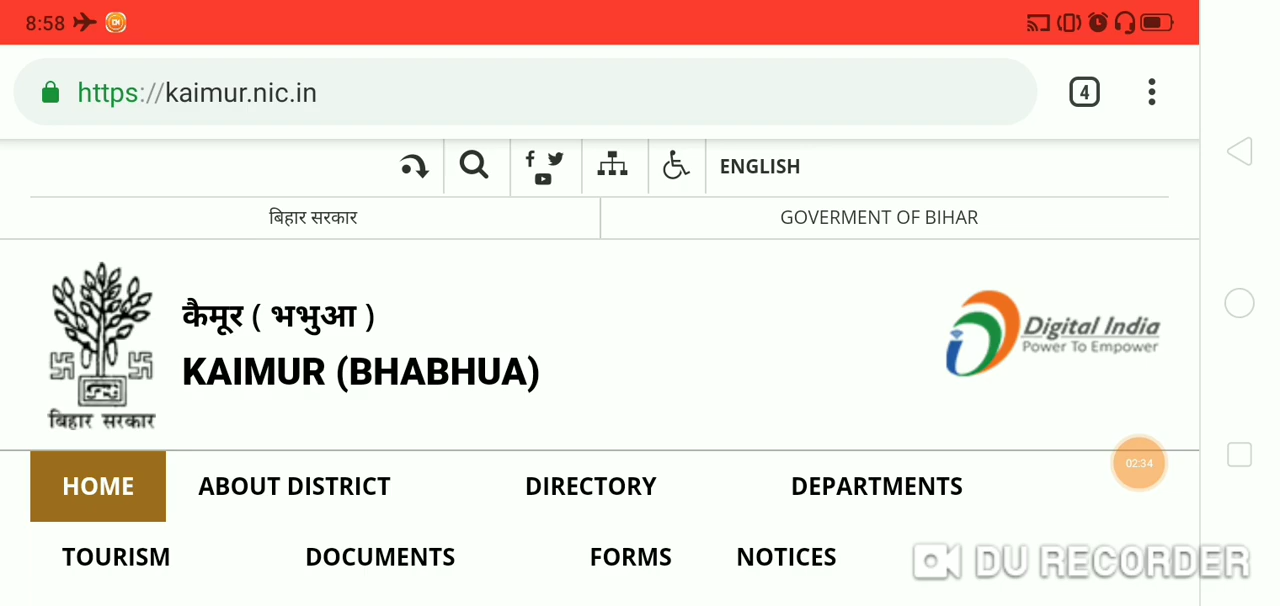 8:58
https://kaimur.nic.in
4
ENGLISH
बिहार सरकार
GOVERMENT OF BIHAR
कैमूर ( भभुआ )
KAIMUR (BHABHUA)
बिहार सरकार
Digital India
Power To Empower
02:34
HOME
ABOUT DISTRICT
DIRECTORY
DEPARTMENTS
TOURISM
DOCUMENTS
FORMS
NOTICES
DU RECORDER